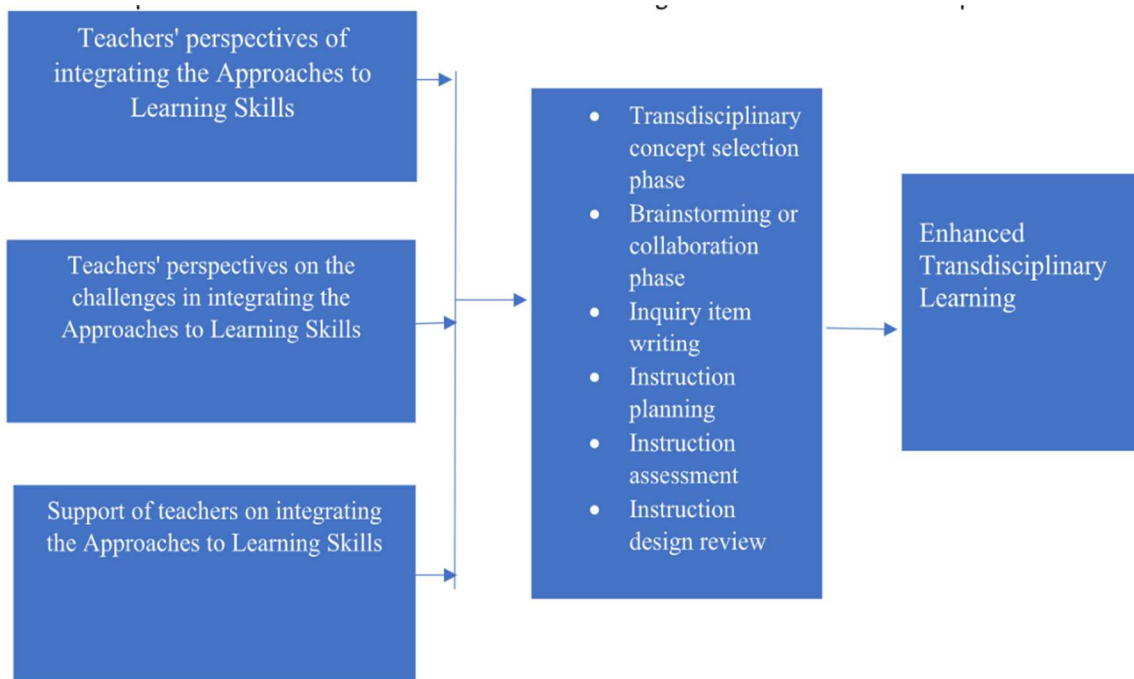 Teachers' perspectives of
integrating the Approaches to
Learning Skills
Teachers' perspectives on the
challenges in integrating the
Approaches to Learning Skills
Support of teachers on integrating
the Approaches to Learning Skills
• Transdisciplinary
concept selection
phase
• Brainstorming or
collaboration
phase
• Inquiry item
writing
• Instruction
planning
• Instruction
assessment
• Instruction
design review
Enhanced
Transdisciplinary
Learning